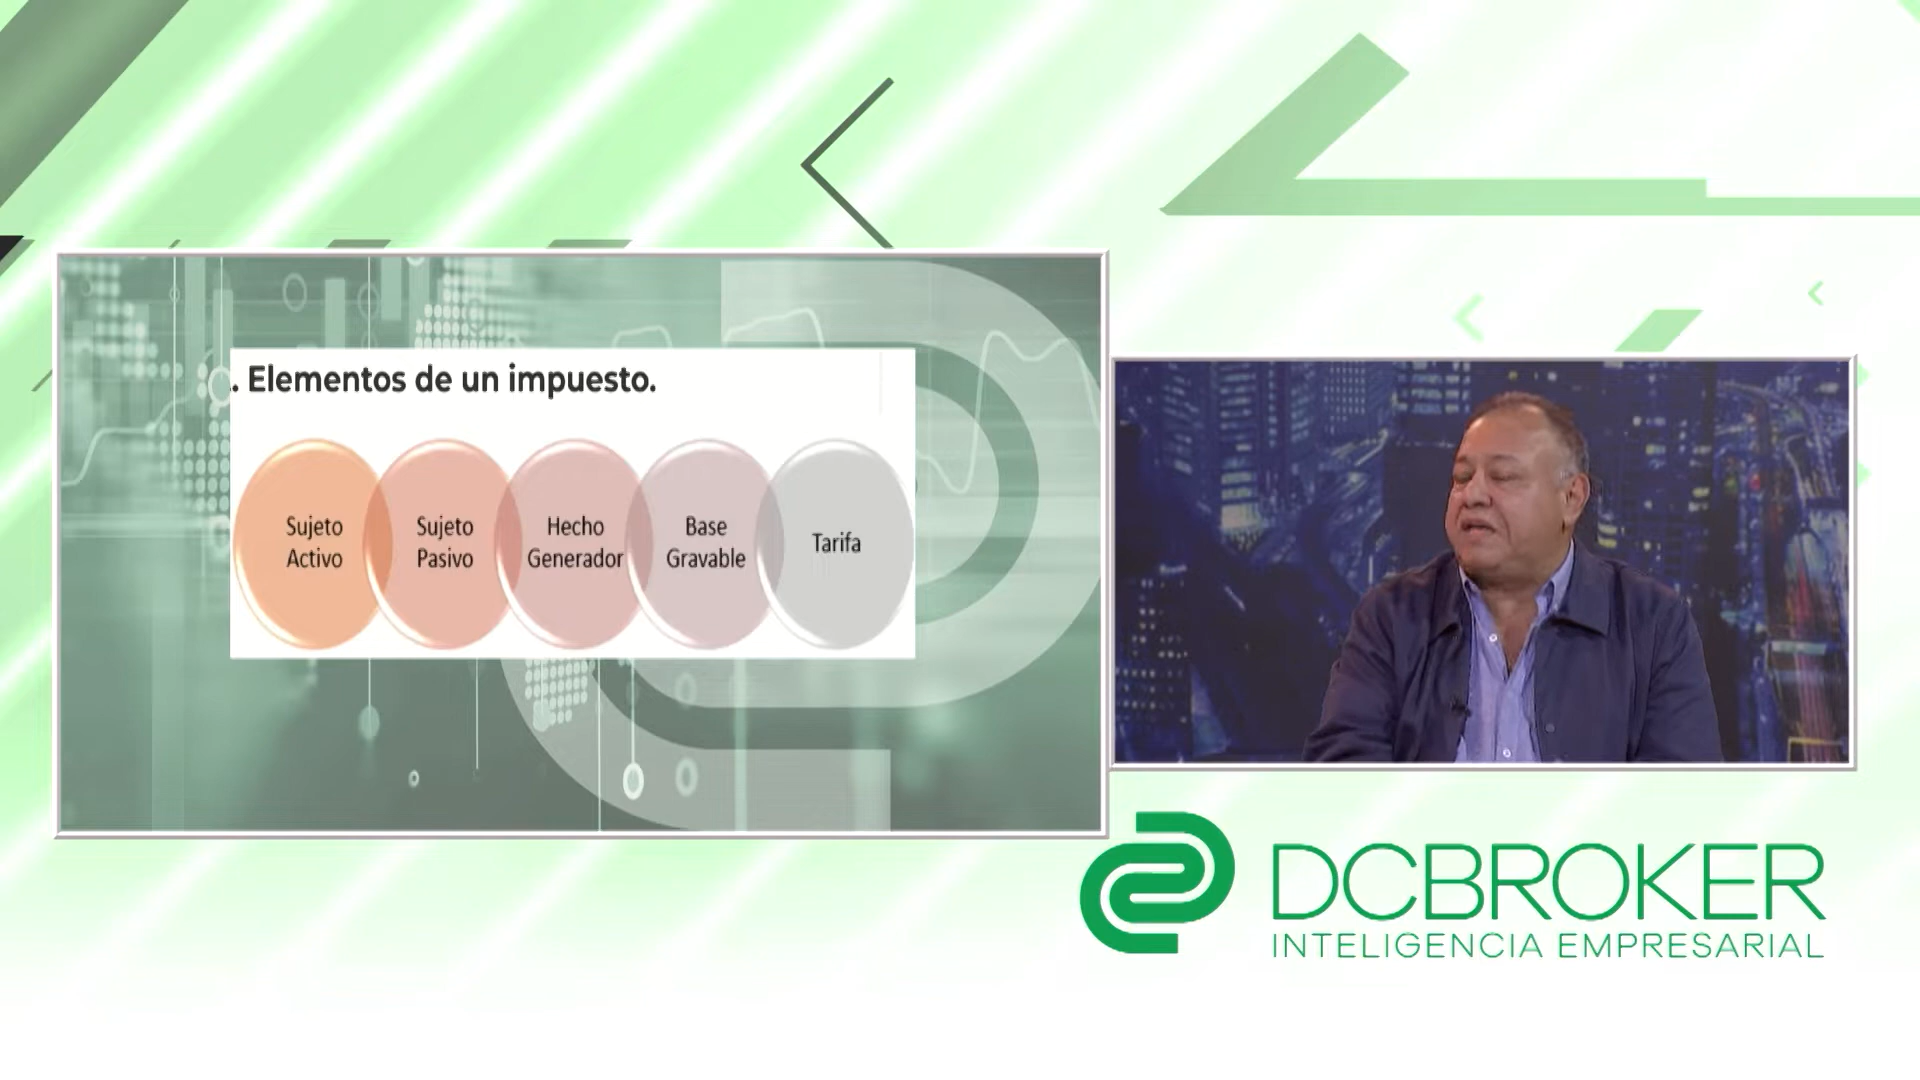 . Elementos de un impuesto.
Sujeto
Activo
Sujeto
Pasivo
Hecho
Generador
Base
Gravable
Tarifa
DCBROKER
INTELIGENCIA EMPRESARIAL